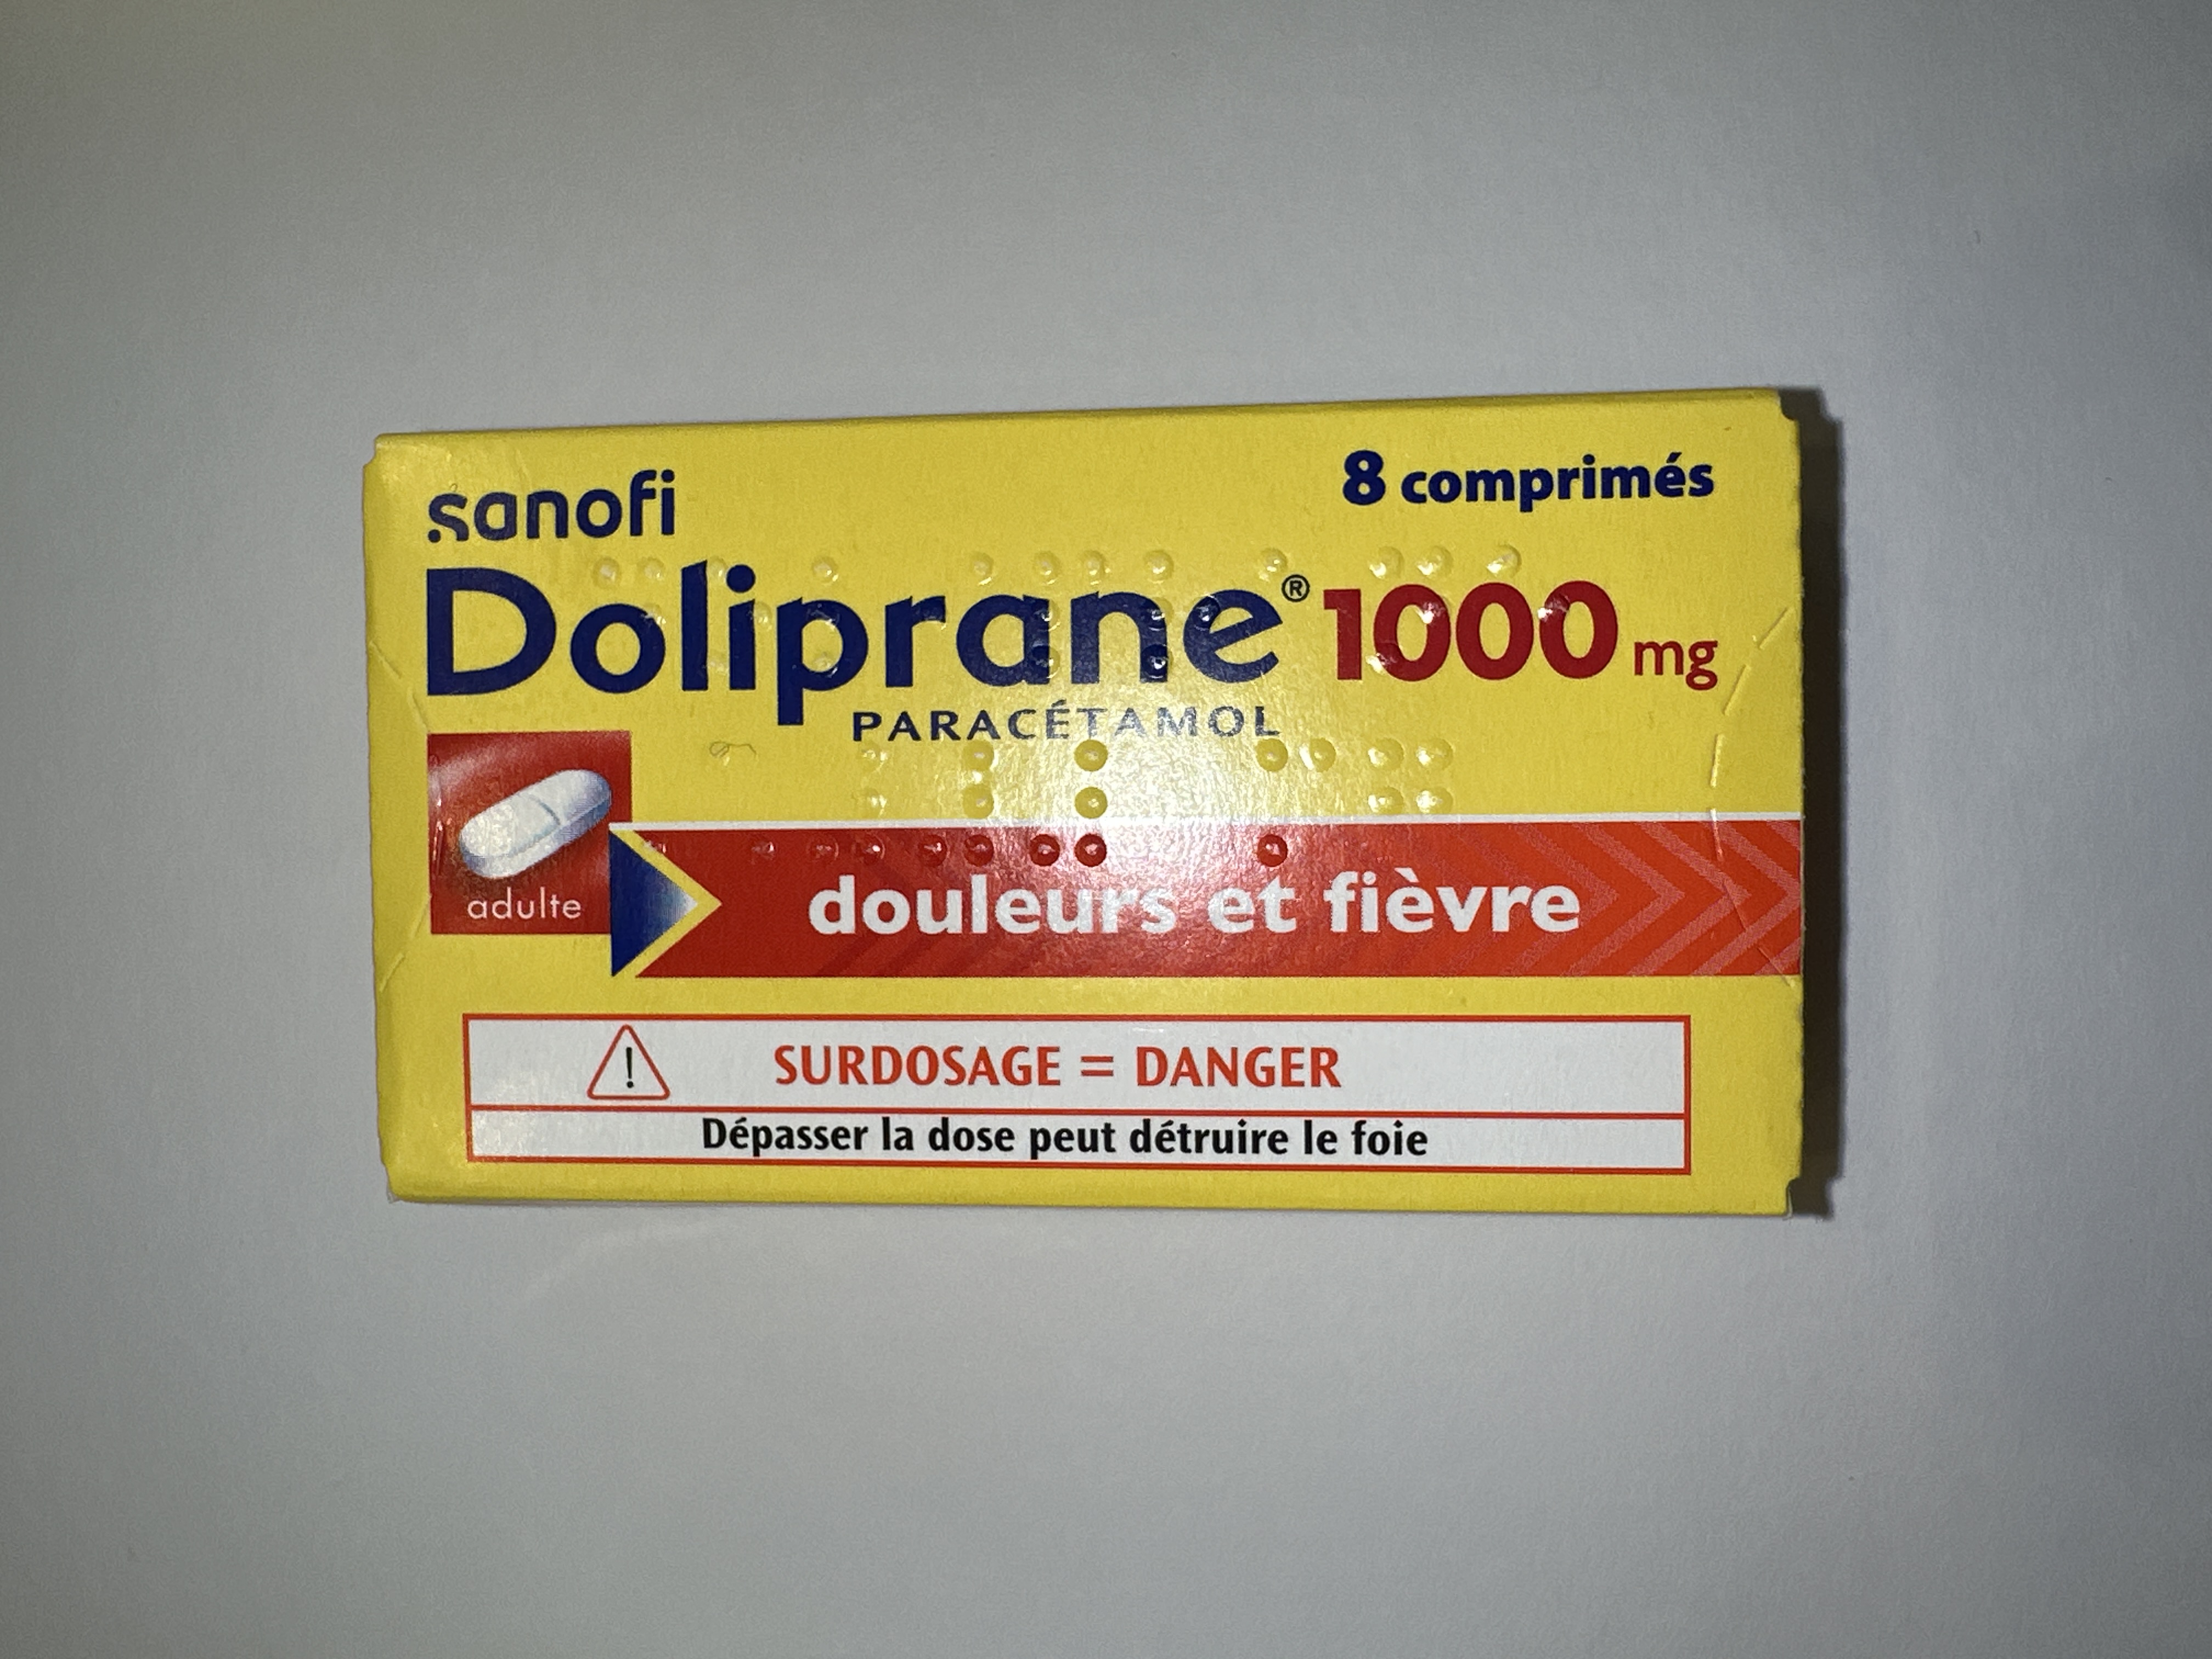 sanofi
8 comprimés
Doliprane® 1000 mg
PARACÉTAMOL
adulte
douleurs et fièvre
! SURDOSAGE = DANGER
Dépasser la dose peut détruire le foie